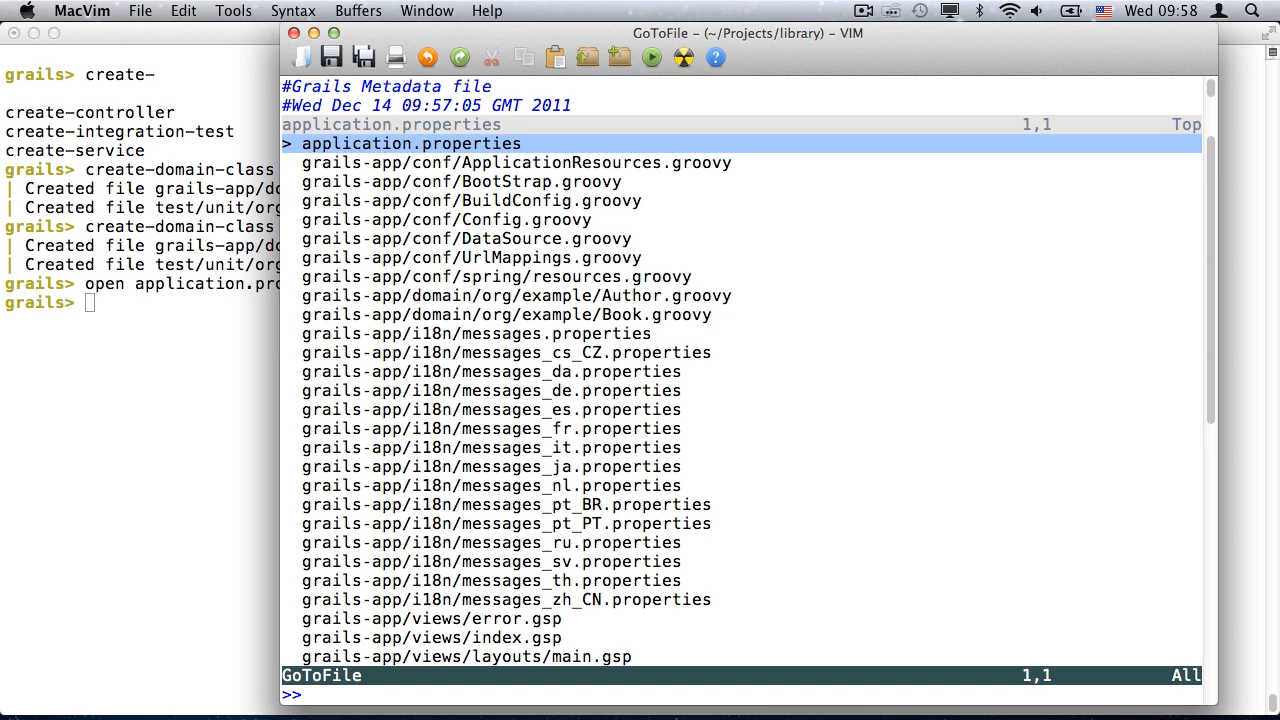 MacVim File Edit Tools Syntax Buffers Window Help Wed 09:58
grails> create-
create-controller
create-integration-test
create-service
grails> create-domain-class
| Created file grails-app/do
| Created file test/unit/org
grails> create-domain-class
| Created file grails-app/do
| Created file test/unit/org
grails> open application.pro
grails>
GoToFile – (~/Projects/library) – VIM
#Grails Metadata file
#Wed Dec 14 09:57:05 GMT 2011
application.properties 1,1 Top
> application.properties
grails-app/conf/ApplicationResources.groovy
grails-app/conf/BootStrap.groovy
grails-app/conf/BuildConfig.groovy
grails-app/conf/Config.groovy
grails-app/conf/DataSource.groovy
grails-app/conf/UrlMappings.groovy
grails-app/conf/spring/resources.groovy
grails-app/domain/org/example/Author.groovy
grails-app/domain/org/example/Book.groovy
grails-app/i18n/messages.properties
grails-app/i18n/messages_cs_CZ.properties
grails-app/i18n/messages_da.properties
grails-app/i18n/messages_de.properties
grails-app/i18n/messages_es.properties
grails-app/i18n/messages_fr.properties
grails-app/i18n/messages_it.properties
grails-app/i18n/messages_ja.properties
grails-app/i18n/messages_nl.properties
grails-app/i18n/messages_pt_BR.properties
grails-app/i18n/messages_pt_PT.properties
grails-app/i18n/messages_ru.properties
grails-app/i18n/messages_sv.properties
grails-app/i18n/messages_th.properties
grails-app/i18n/messages_zh_CN.properties
grails-app/views/error.gsp
grails-app/views/index.gsp
grails-app/views/layouts/main.gsp
GoToFile 1,1 All
>>